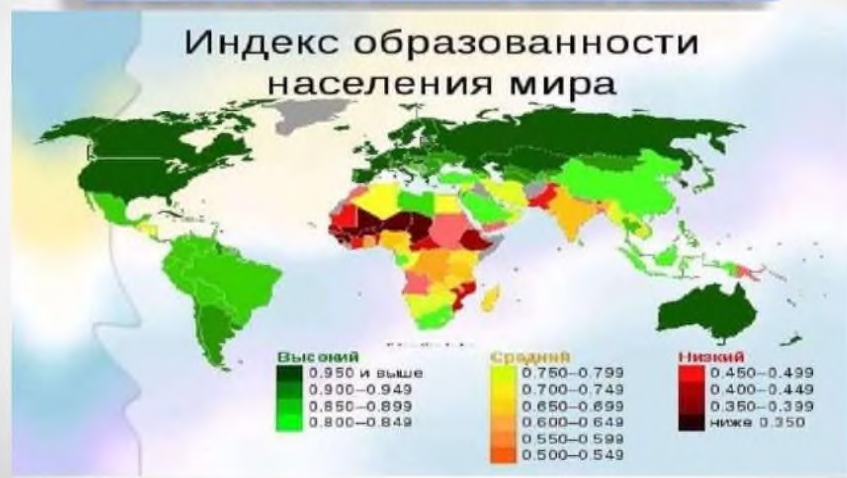 Индекс образованности
населения мира
Высокий
0.950 и выше
0.900—0.949
0.850—0.899
0.800—0.849
Средний
0.750—0.799
0.700—0.749
0.650—0.699
0.600—0.649
0.550—0.599
0.500—0.549
Низкий
0.450—0.499
0.400—0.449
0.350—0.399
ниже 0.350